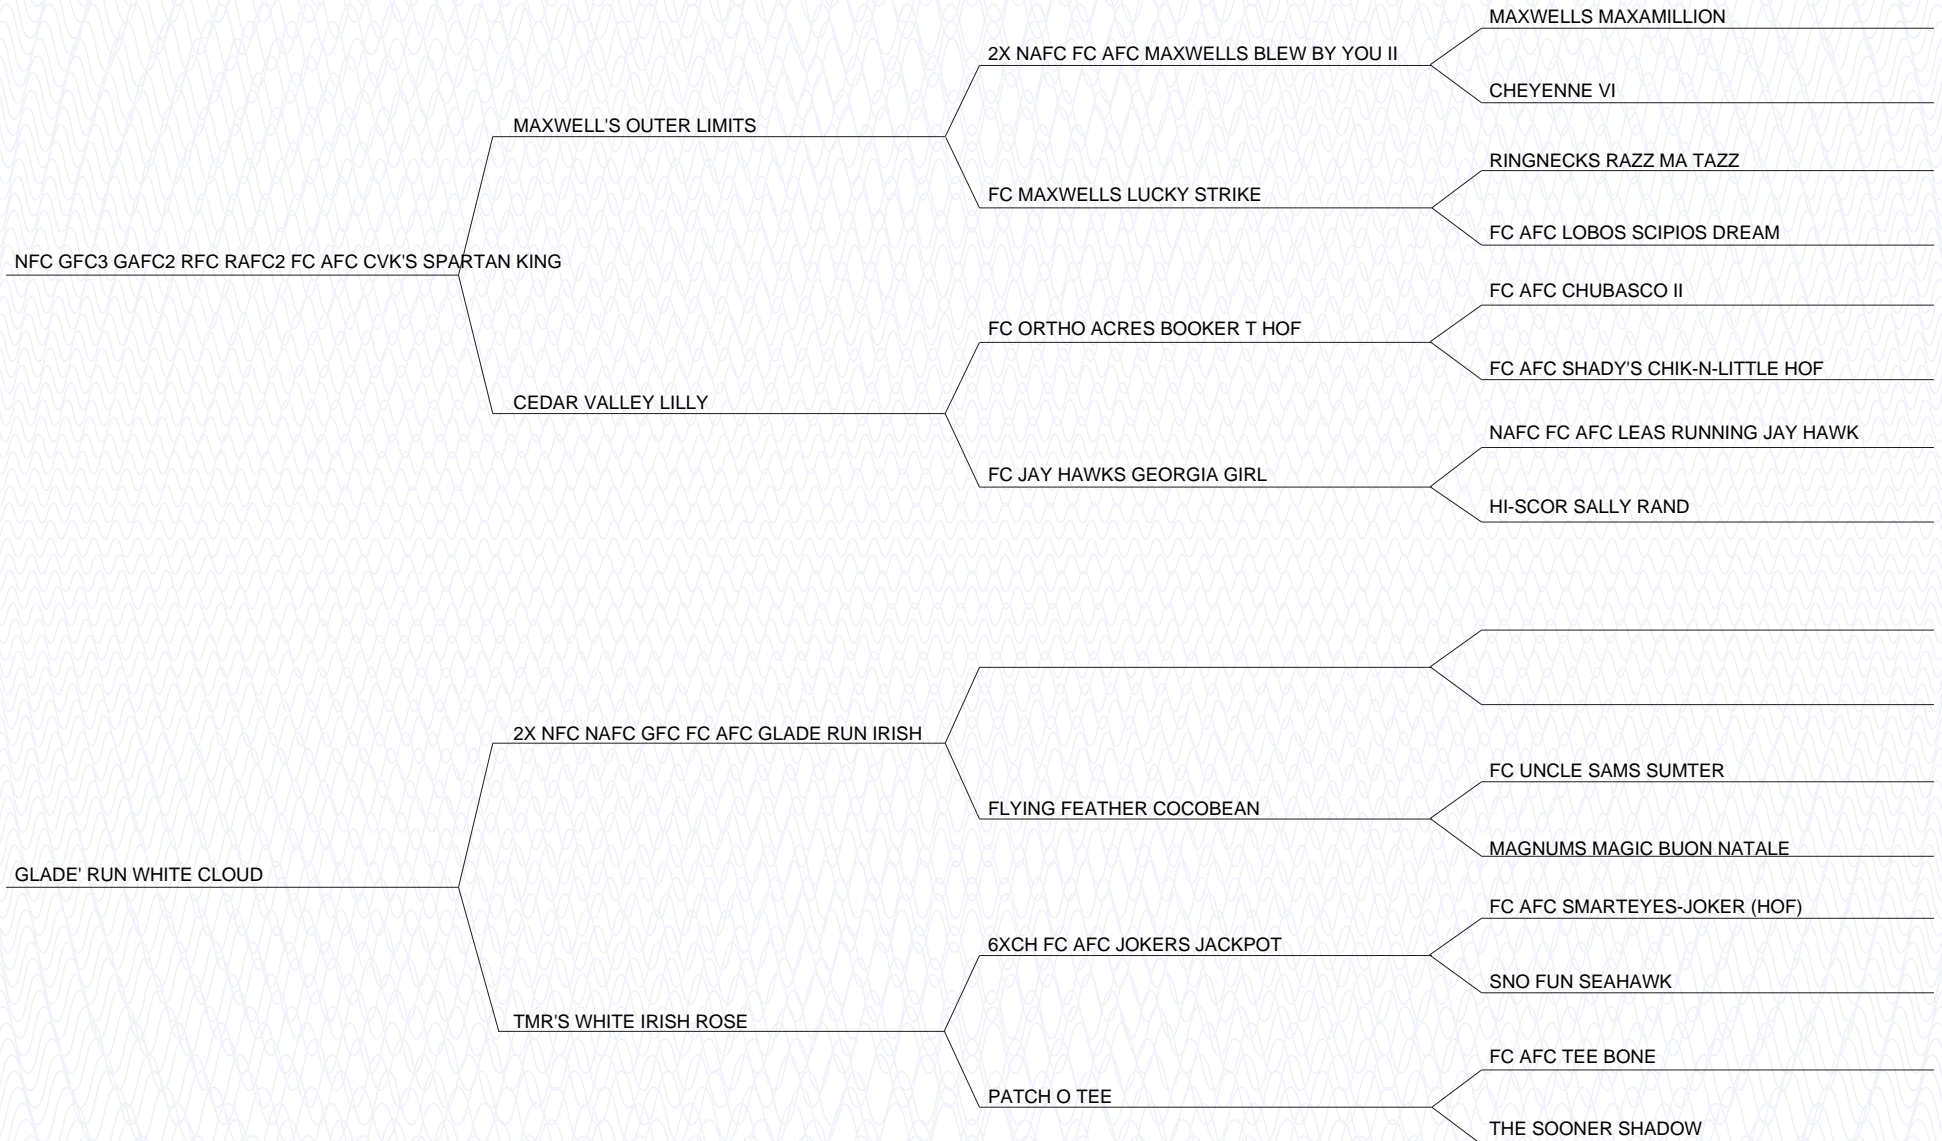 MAXWELLS MAXAMILLION
2X NAFC FC AFC MAXWELLS BLEW BY YOU II
CHEYENNE VI
MAXWELL'S OUTER LIMITS
RINGNECKS RAZZ MA TAZZ
FC MAXWELLS LUCKY STRIKE
FC AFC LOBOS SCIPIOS DREAM
NFC GFC3 GAFC2 RFC RAFC2 FC AFC CVK'S SPARTAN KING
FC AFC CHUBASCO II
FC ORTHO ACRES BOOKER T HOF
FC AFC SHADY'S CHIK-N-LITTLE HOF
CEDAR VALLEY LILLY
NAFC FC AFC LEAS RUNNING JAY HAWK
FC JAY HAWKS GEORGIA GIRL
HI-SCOR SALLY RAND
2X NFC NAFC GFC FC AFC GLADE RUN IRISH
FC UNCLE SAMS SUMTER
FLYING FEATHER COCOBEAN
MAGNUMS MAGIC BUON NATALE
GLADE' RUN WHITE CLOUD
FC AFC SMARTEYES-JOKER (HOF)
6XCH FC AFC JOKERS JACKPOT
SNO FUN SEAHAWK
TMR'S WHITE IRISH ROSE
FC AFC TEE BONE
PATCH O TEE
THE SOONER SHADOW